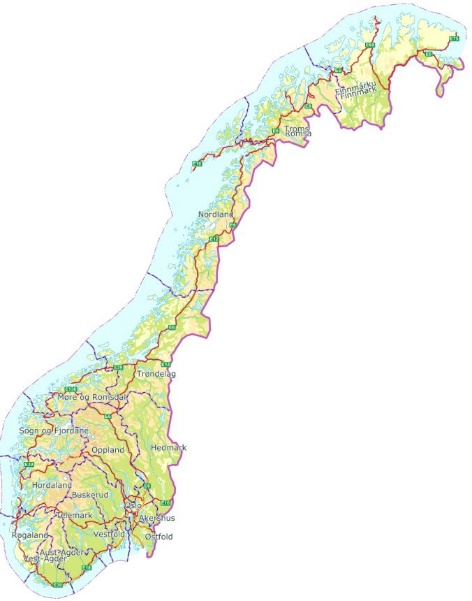 Finnmárku
Finnmark
Troms
Romsa
Nordland
Trøndelag
Møre og Romsdal
Sogn og Fjordane
Hedmark
Oppland
Hordaland
Buskerud
Oslo
Akershus
Telemark
Rogaland
Vestfold
Østfold
Aust-Agder
Vest-Agder